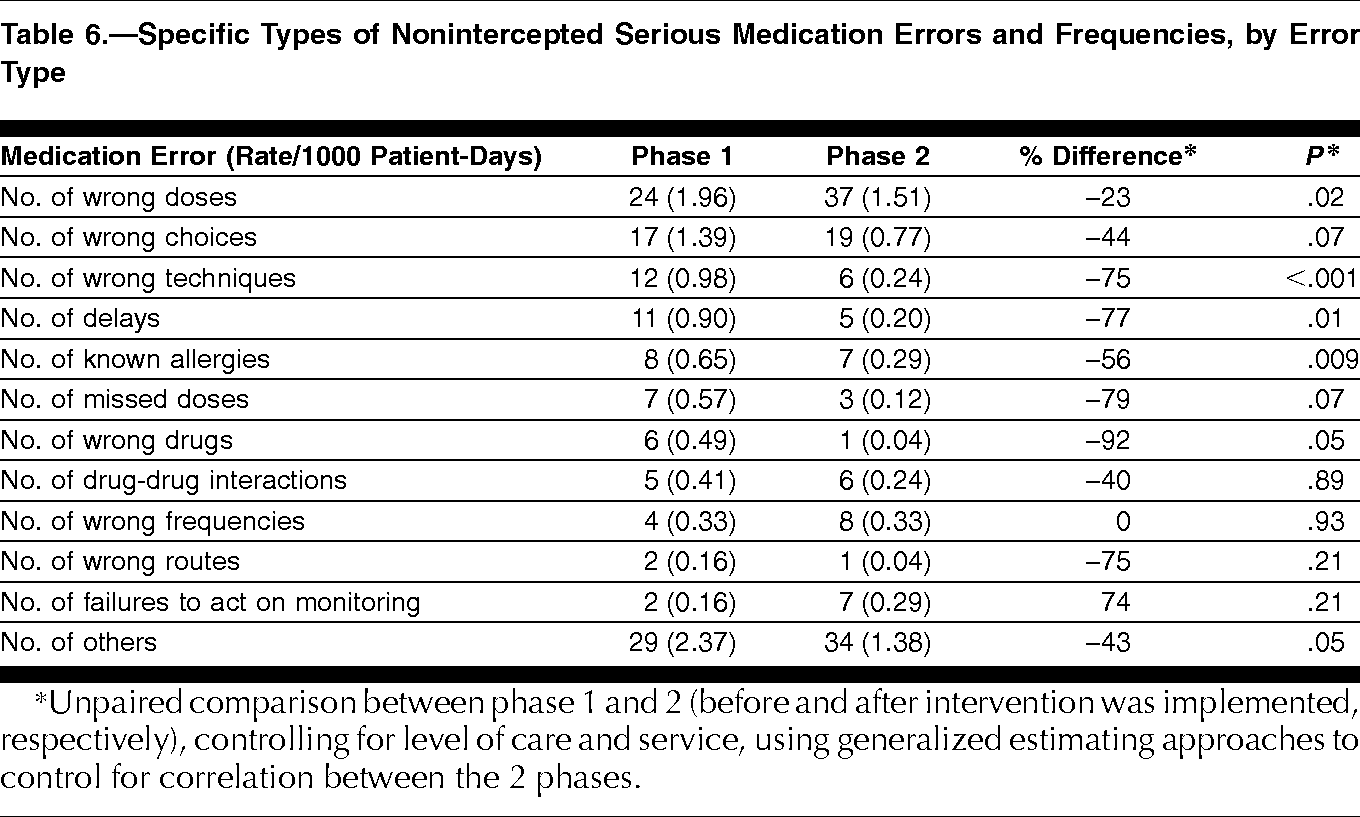 Table 6.—Specific Types of Nonintercepted Serious Medication Errors and Frequencies, by Error
Type
Medication Error (Rate/1000 Patient-Days) Phase 1 Phase 2 % Difference* P*
No. of wrong doses 24 (1.96) 37 (1.51) −23 .02
No. of wrong choices 17 (1.39) 19 (0.77) −44 .07
No. of wrong techniques 12 (0.98) 6 (0.24) −75 <.001
No. of delays 11 (0.90) 5 (0.20) −77 .01
No. of known allergies 8 (0.65) 7 (0.29) −56 .009
No. of missed doses 7 (0.57) 3 (0.12) −79 .07
No. of wrong drugs 6 (0.49) 1 (0.04) −92 .05
No. of drug-drug interactions 5 (0.41) 6 (0.24) −40 .89
No. of wrong frequencies 4 (0.33) 8 (0.33) 0 .93
No. of wrong routes 2 (0.16) 1 (0.04) −75 .21
No. of failures to act on monitoring 2 (0.16) 7 (0.29) 74 .21
No. of others 29 (2.37) 34 (1.38) −43 .05
*Unpaired comparison between phase 1 and 2 (before and after intervention was implemented,
respectively), controlling for level of care and service, using generalized estimating approaches to
control for correlation between the 2 phases.